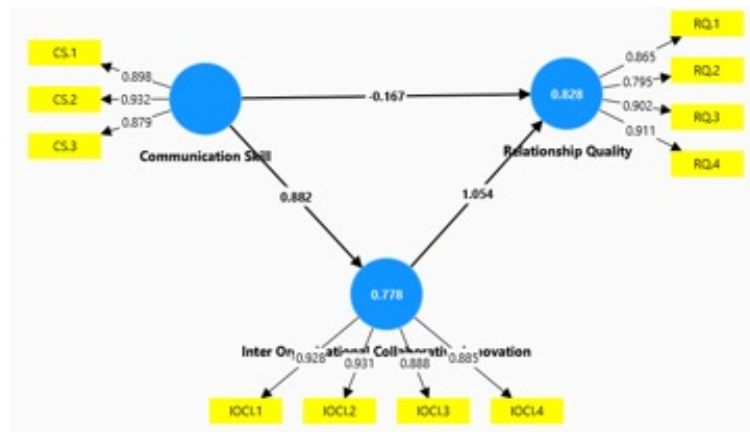 RQ.1
CS.1
0.865
RQ.2
0.898
0.795
CS.2
0.932
-0.167
0.828
0.902
RQ.3
0.879
0.911
CS.3
Communication Skill
Relationship Quality
RQ.4
0.882
1.054
0.778
Inter
0.928
0.931
0.888
0.885
IOCI.1
IOCI.2
IOCI.3
IOCI.4